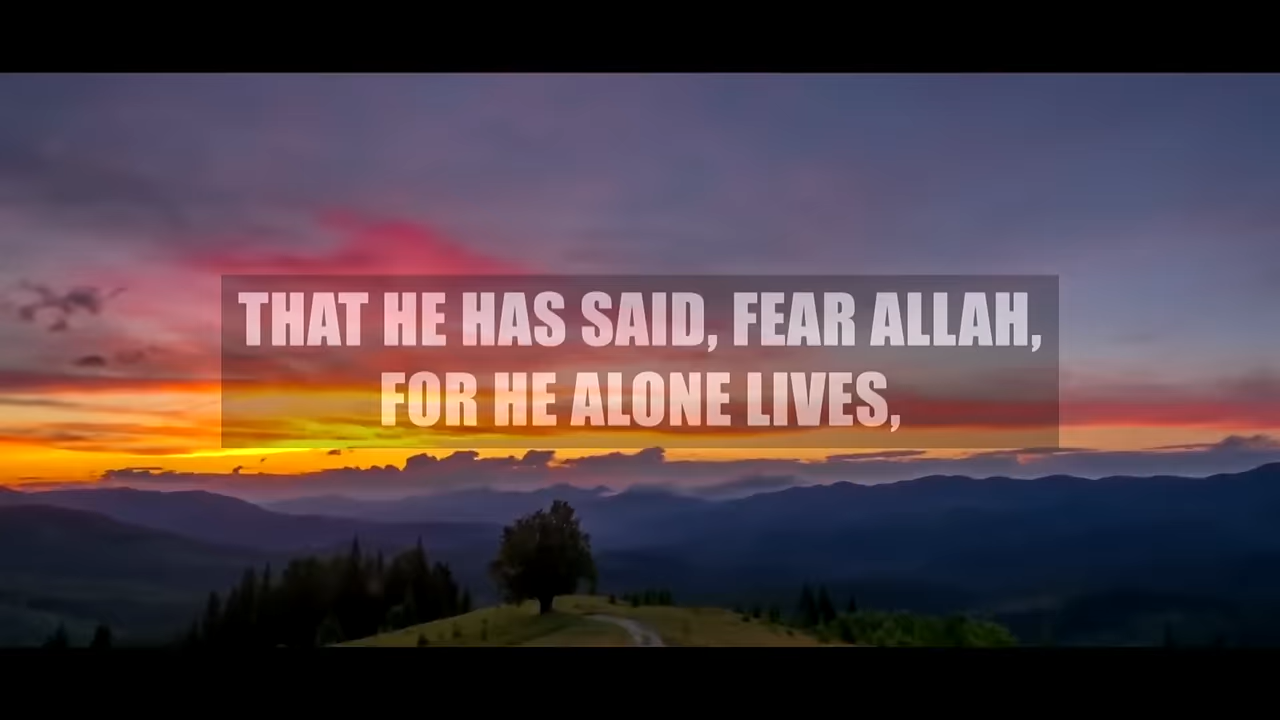 THAT HE HAS SAID, FEAR ALLAH,
FOR HE ALONE LIVES,